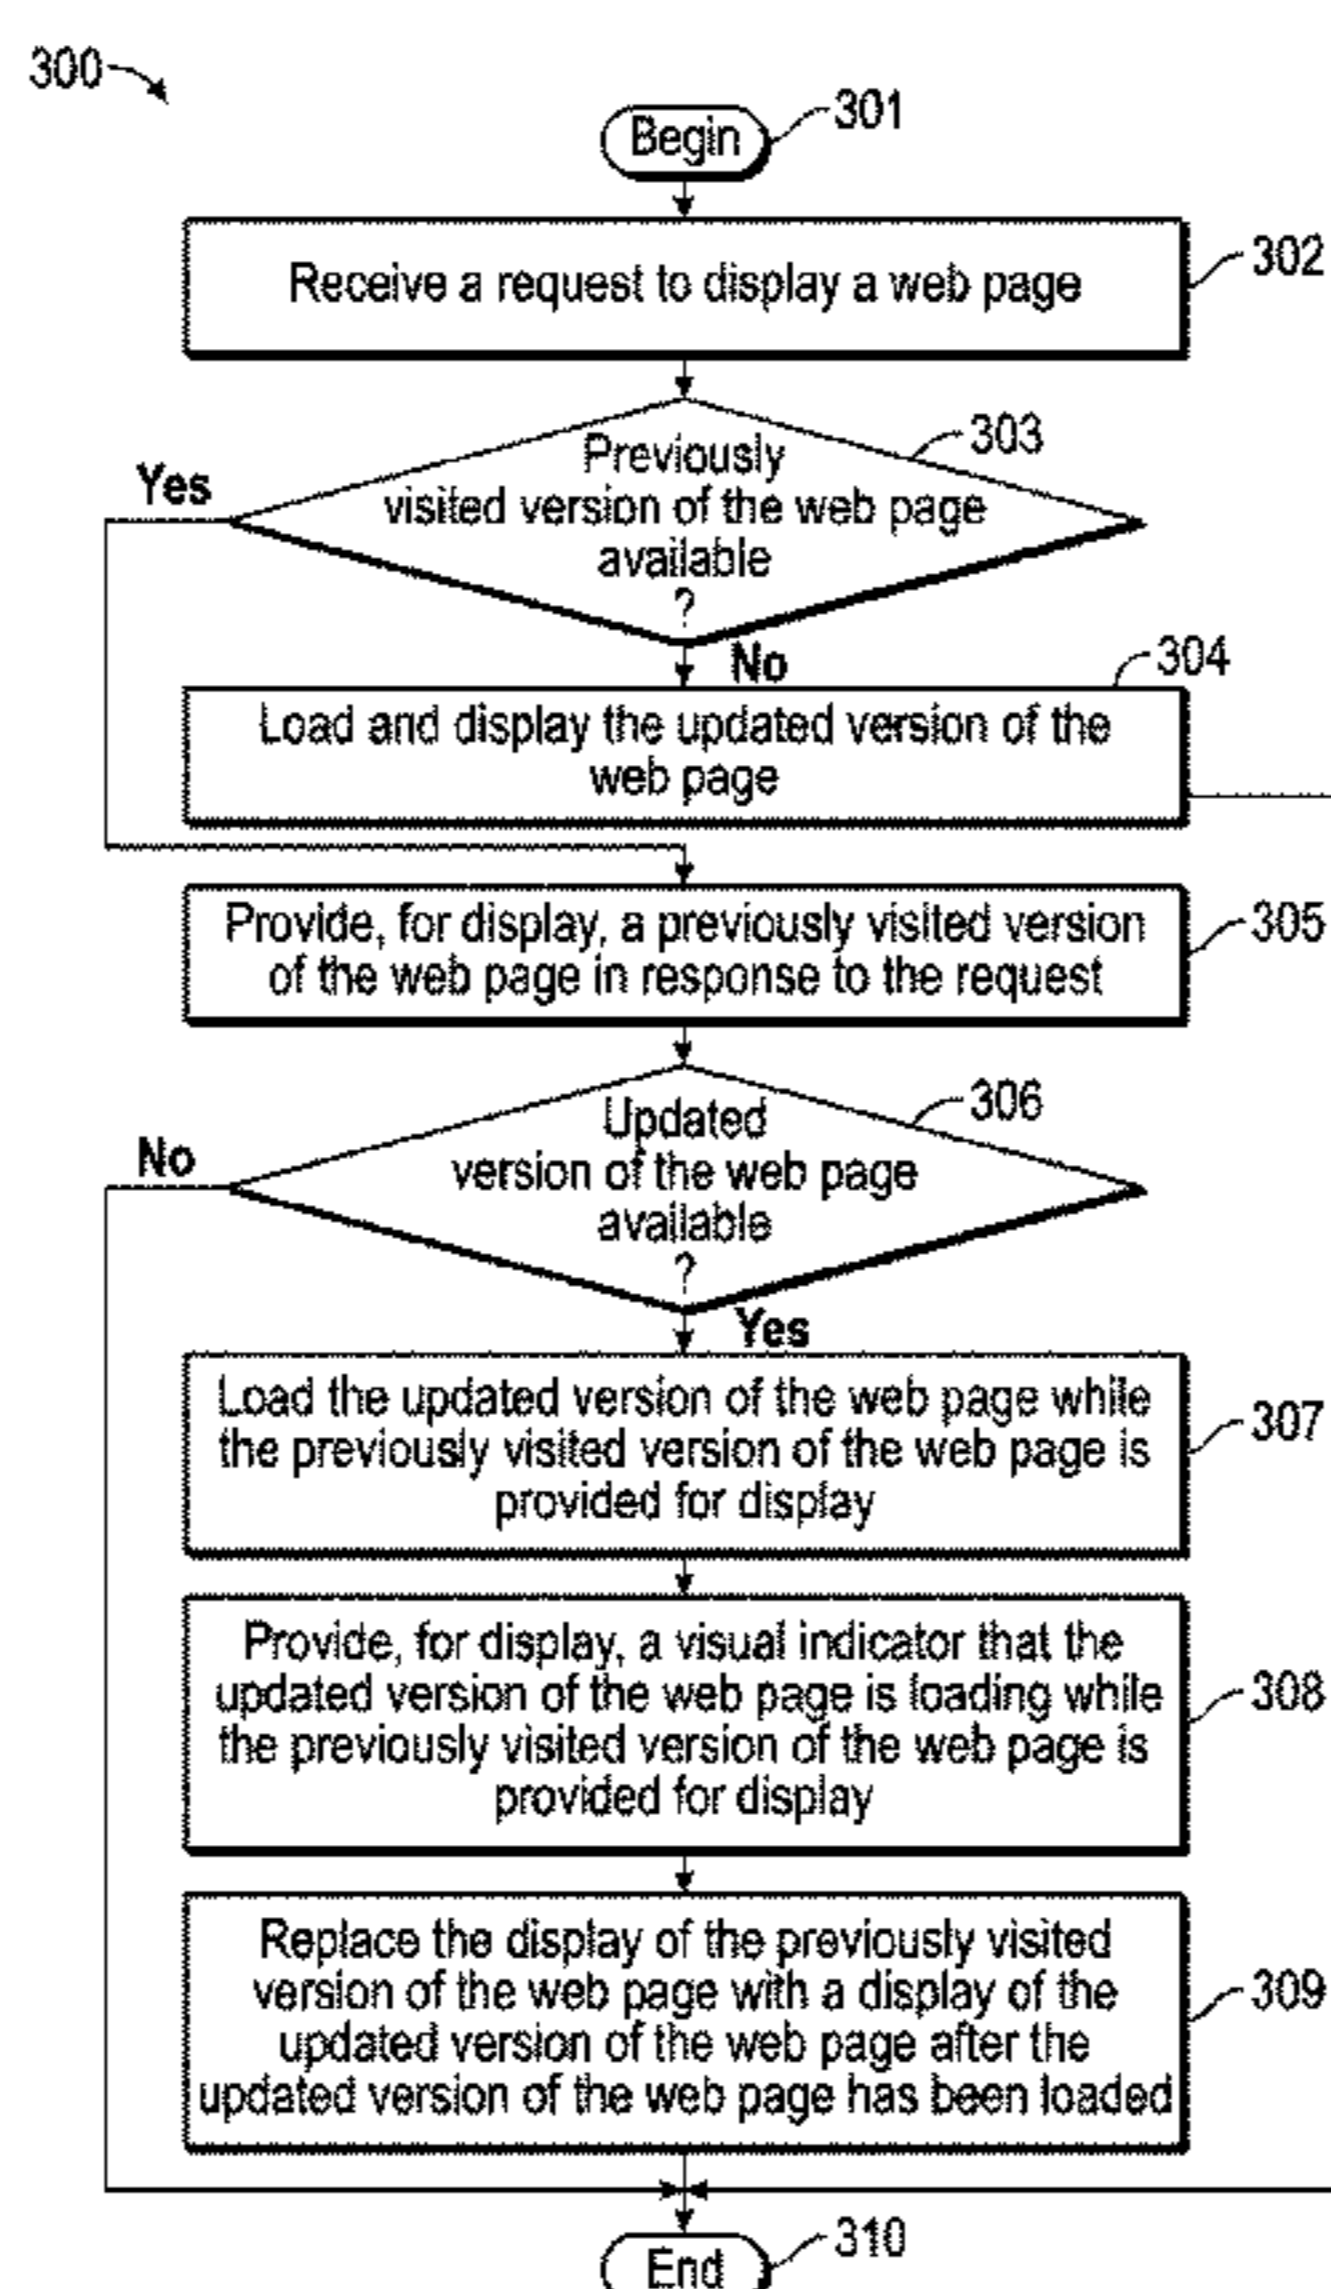 300
Begin
301
Receive a request to display a web page
302
Previously
visited version of the web page
available
?
303
Yes
No
304
Load and display the updated version of the
web page
Provide, for display, a previously visited version
of the web page in response to the request
305
Updated
version of the web page
available
?
306
No
Yes
Load the updated version of the web page while
the previously visited version of the web page is
provided for display
307
Provide, for display, a visual indicator that the
updated version of the web page is loading while
the previously visited version of the web page is
provided for display
308
Replace the display of the previously visited
version of the web page with a display of the
updated version of the web page after the
updated version of the web page has been loaded
309
End
310